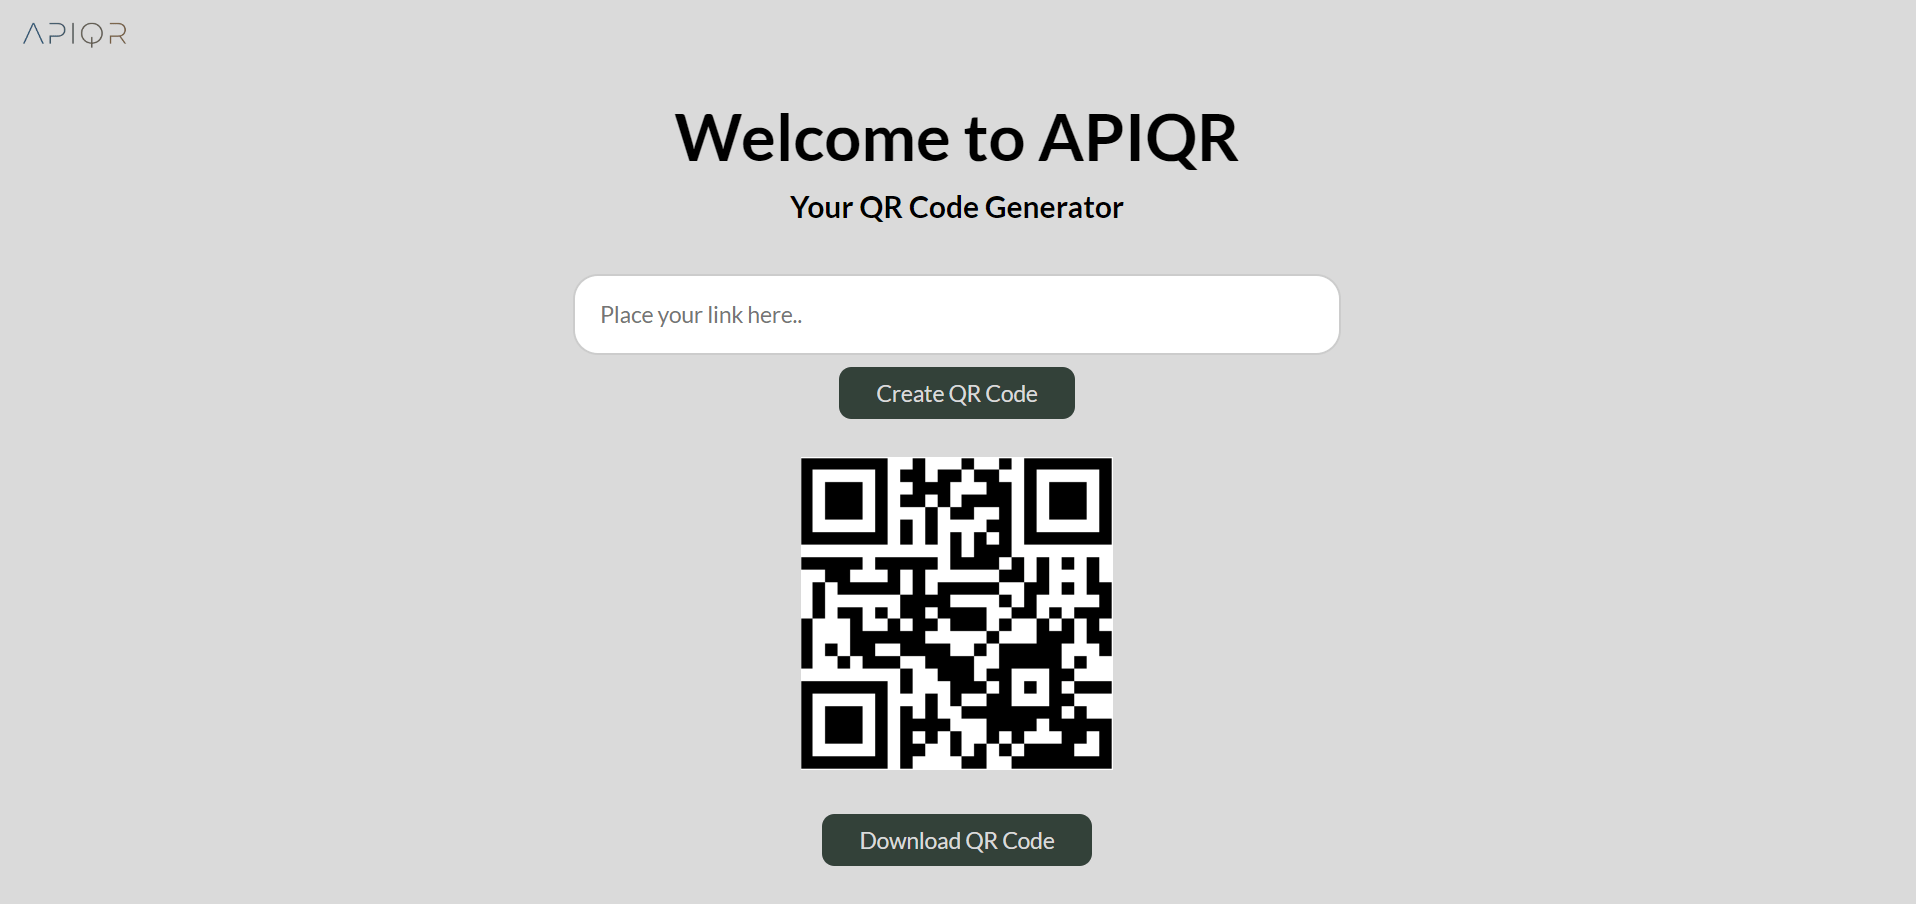 APIQR
Welcome to APIQR
Your QR Code Generator
Place your link here..
Create QR Code
Download QR Code